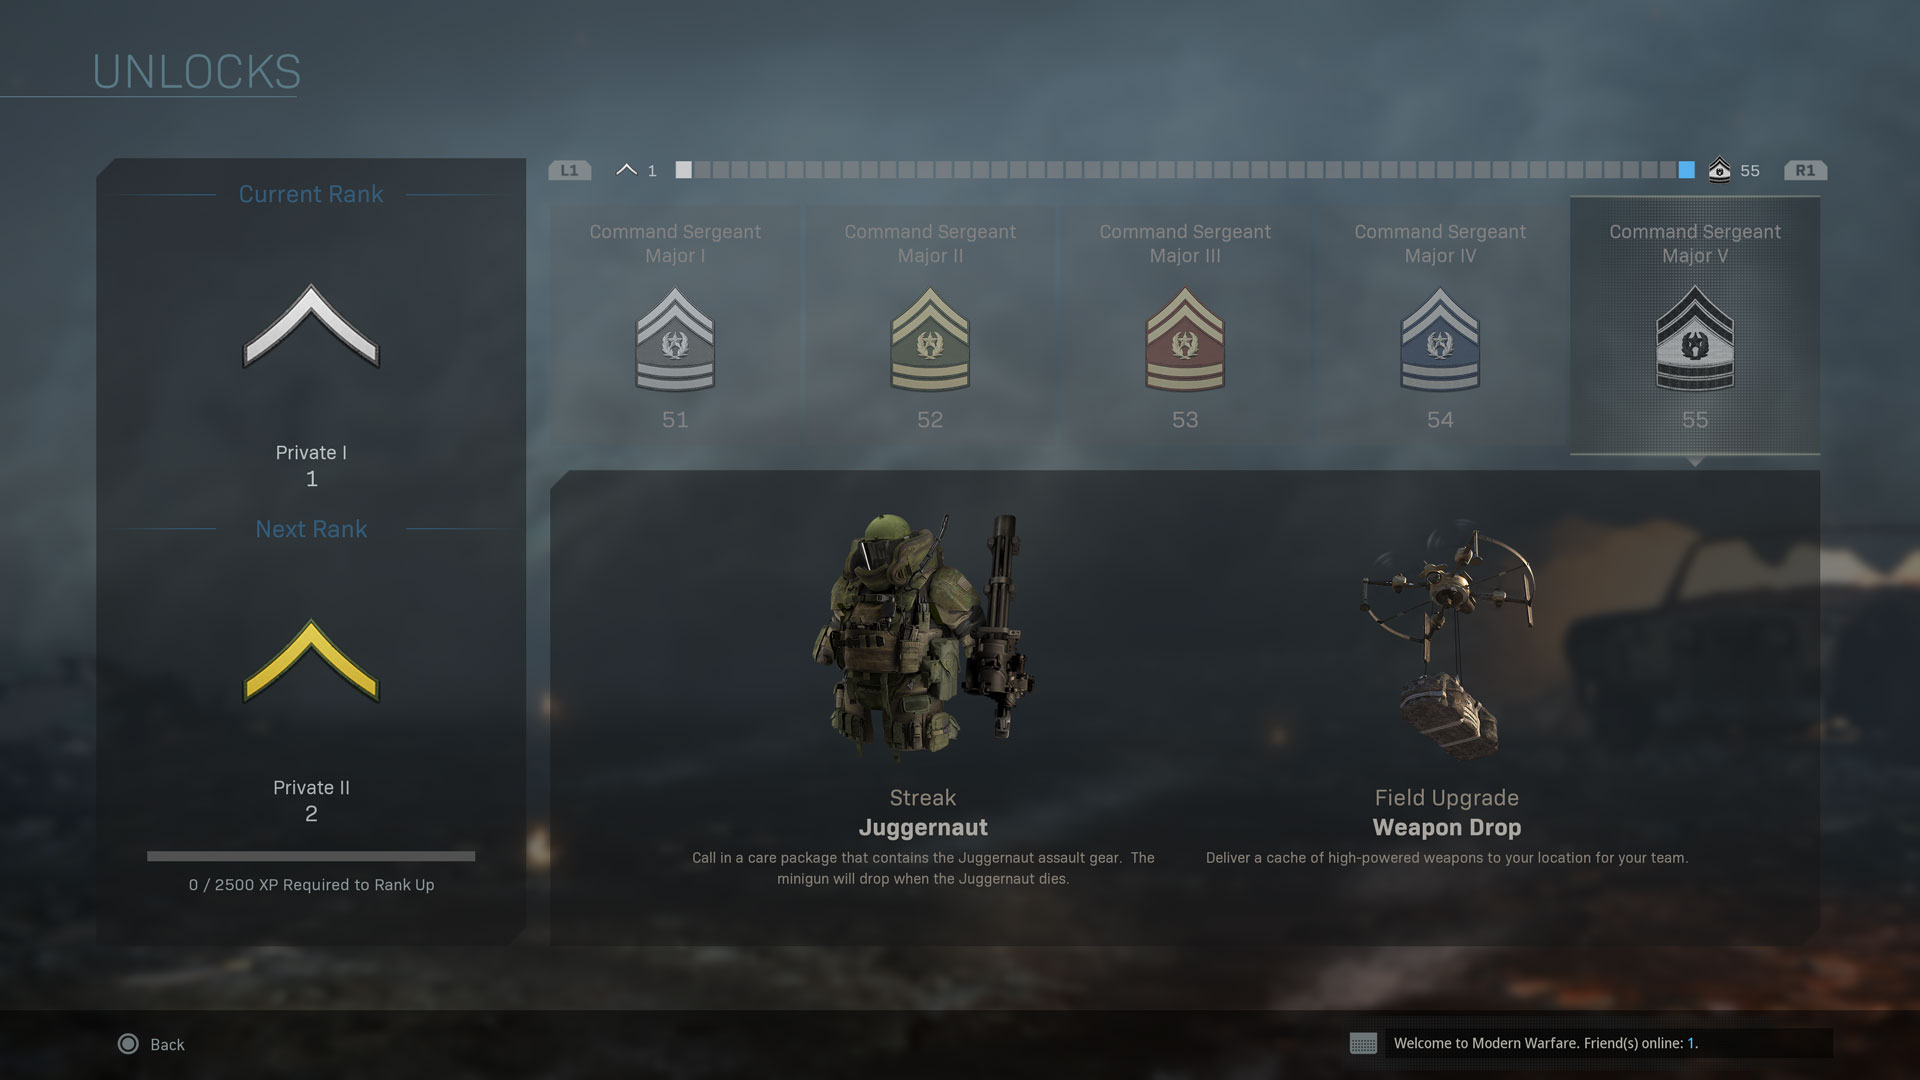 UNLOCKS
Current Rank
Private I
1
Next Rank
Private II
2
0 / 2500 XP Required to Rank Up
L1
1
55
R1
Command Sergeant
Major I
51
Command Sergeant
Major II
52
Command Sergeant
Major III
53
Command Sergeant
Major IV
54
Command Sergeant
Major V
55
Streak
Juggernaut
Call in a care package that contains the Juggernaut assault gear. The
minigun will drop when the Juggernaut dies.
Field Upgrade
Weapon Drop
Deliver a cache of high-powered weapons to your location for your team.
Back
Welcome to Modern Warfare. Friend(s) online: 1.